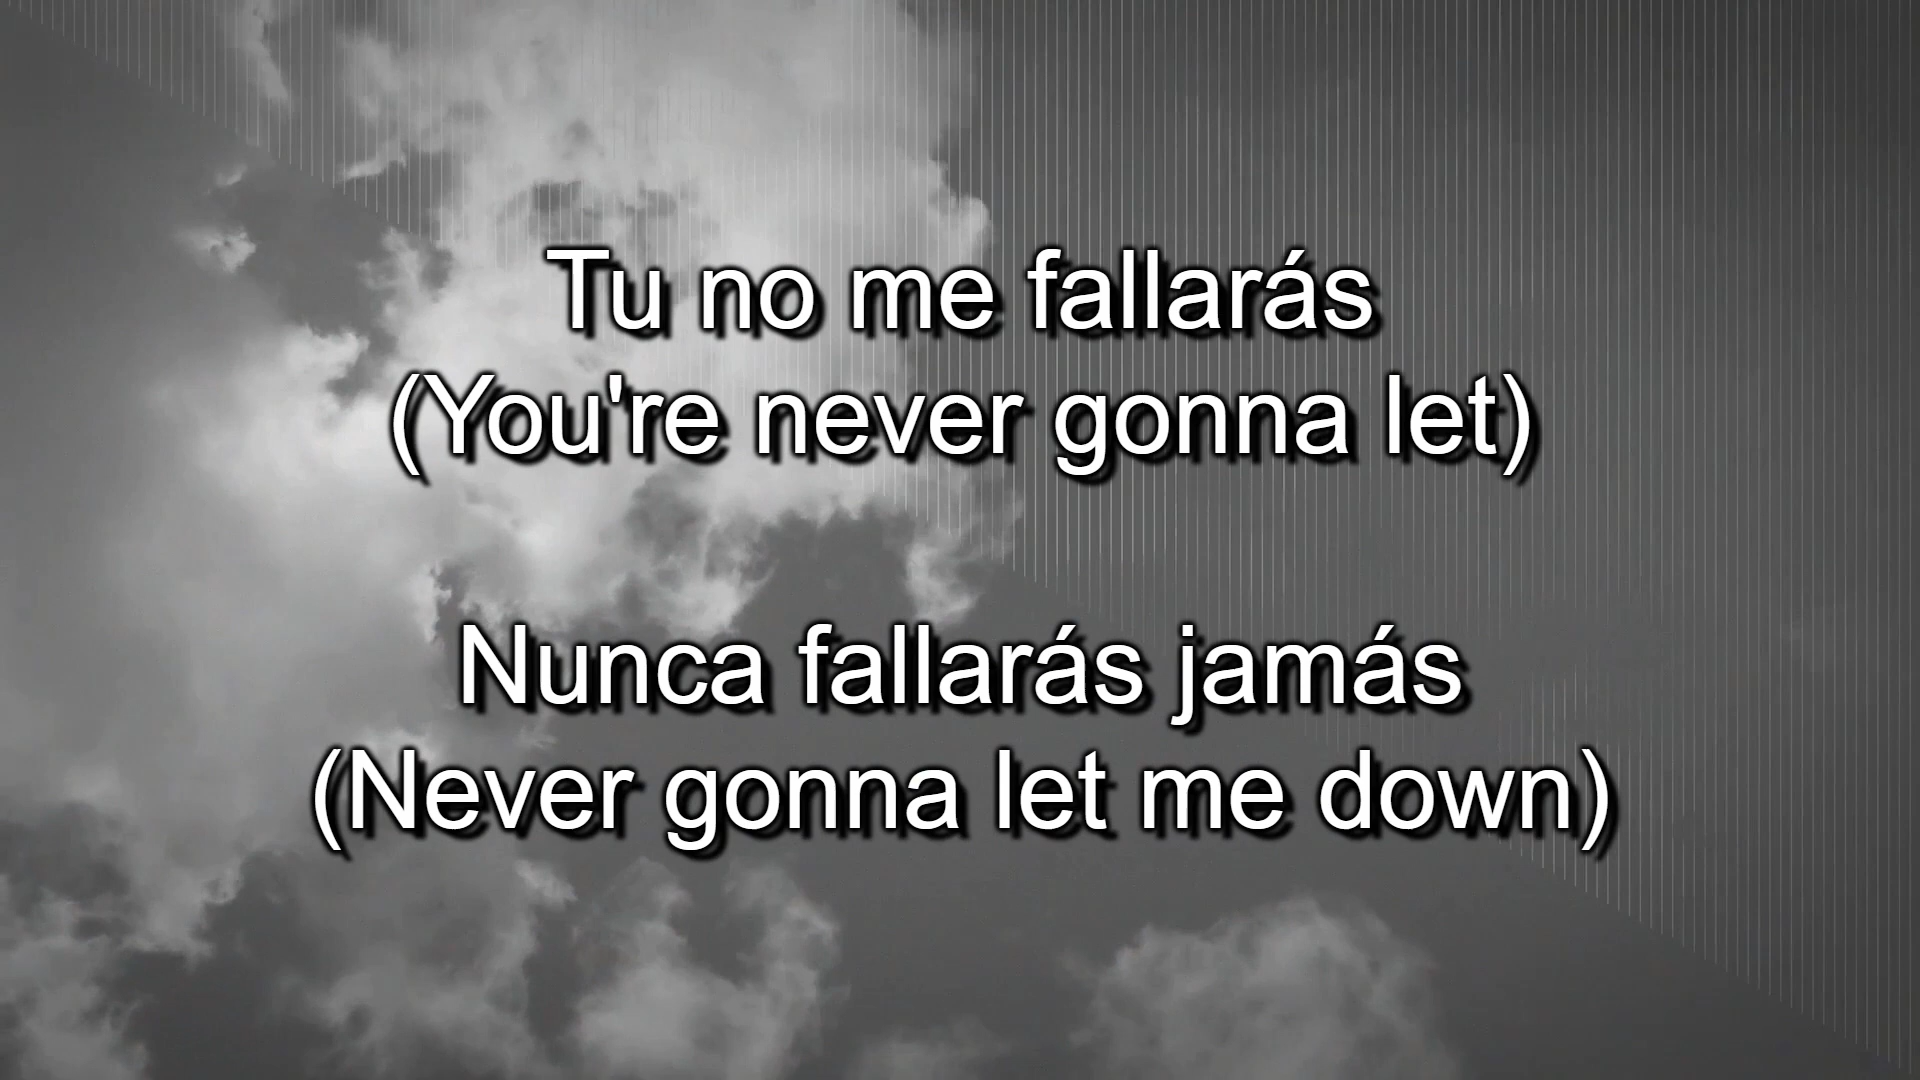 Tu no me fallarás
(You're never gonna let)
Nunca fallarás jamás
(Never gonna let me down)